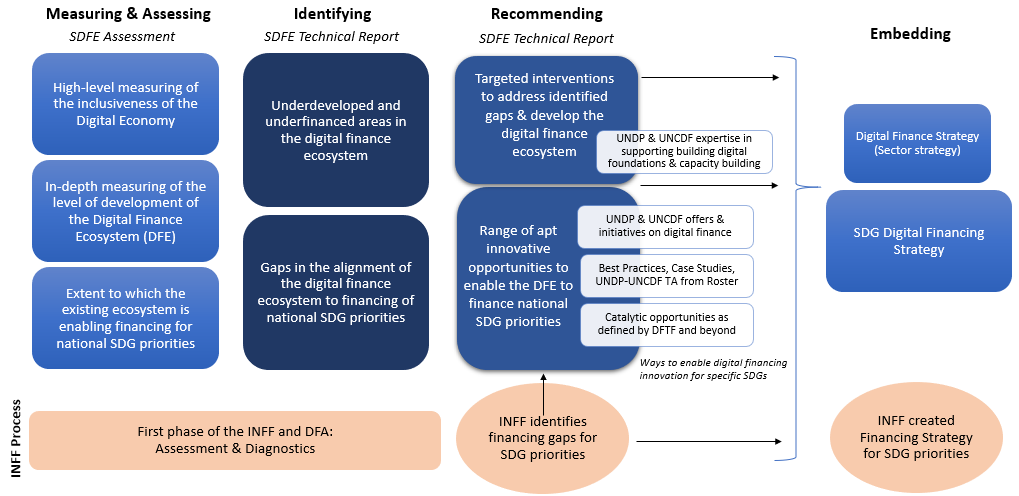 Measuring & Assessing
SDFE Assessment
High-level measuring of
the inclusiveness of the
Digital Economy
In-depth measuring of the
level of development of
the Digital Finance
Ecosystem (DFE)
Extent to which the
existing ecosystem is
enabling financing for
national SDG priorities
Identifying
SDFE Technical Report
Underdeveloped and
underfinanced areas in
the digital finance
ecosystem
Gaps in the alignment of
the digital finance
ecosystem to financing of
national SDG priorities
Recommending
SDFE Technical Report
Targeted interventions
to address identified
gaps & develop the
digital finance
ecosystem
UNDP & UNCDF expertise in
supporting building digital
foundations & capacity building
Range of apt
innovative
opportunities to
enable the DFE to
finance national
SDG priorities
UNDP & UNCDF offers &
initiatives on digital finance
Best Practices, Case Studies,
UNDP-UNCDF TA from Roster
Catalytic opportunities as
defined by DFTF and beyond
Ways to enable digital financing
innovation for specific SDGs
Embedding
Digital Finance Strategy
(Sector strategy)
SDG Digital Financing
Strategy
INFF Process
First phase of the INFF and DFA:
Assessment & Diagnostics
INFF identifies
financing gaps for
SDG priorities
INFF created
Financing Strategy
for SDG priorities